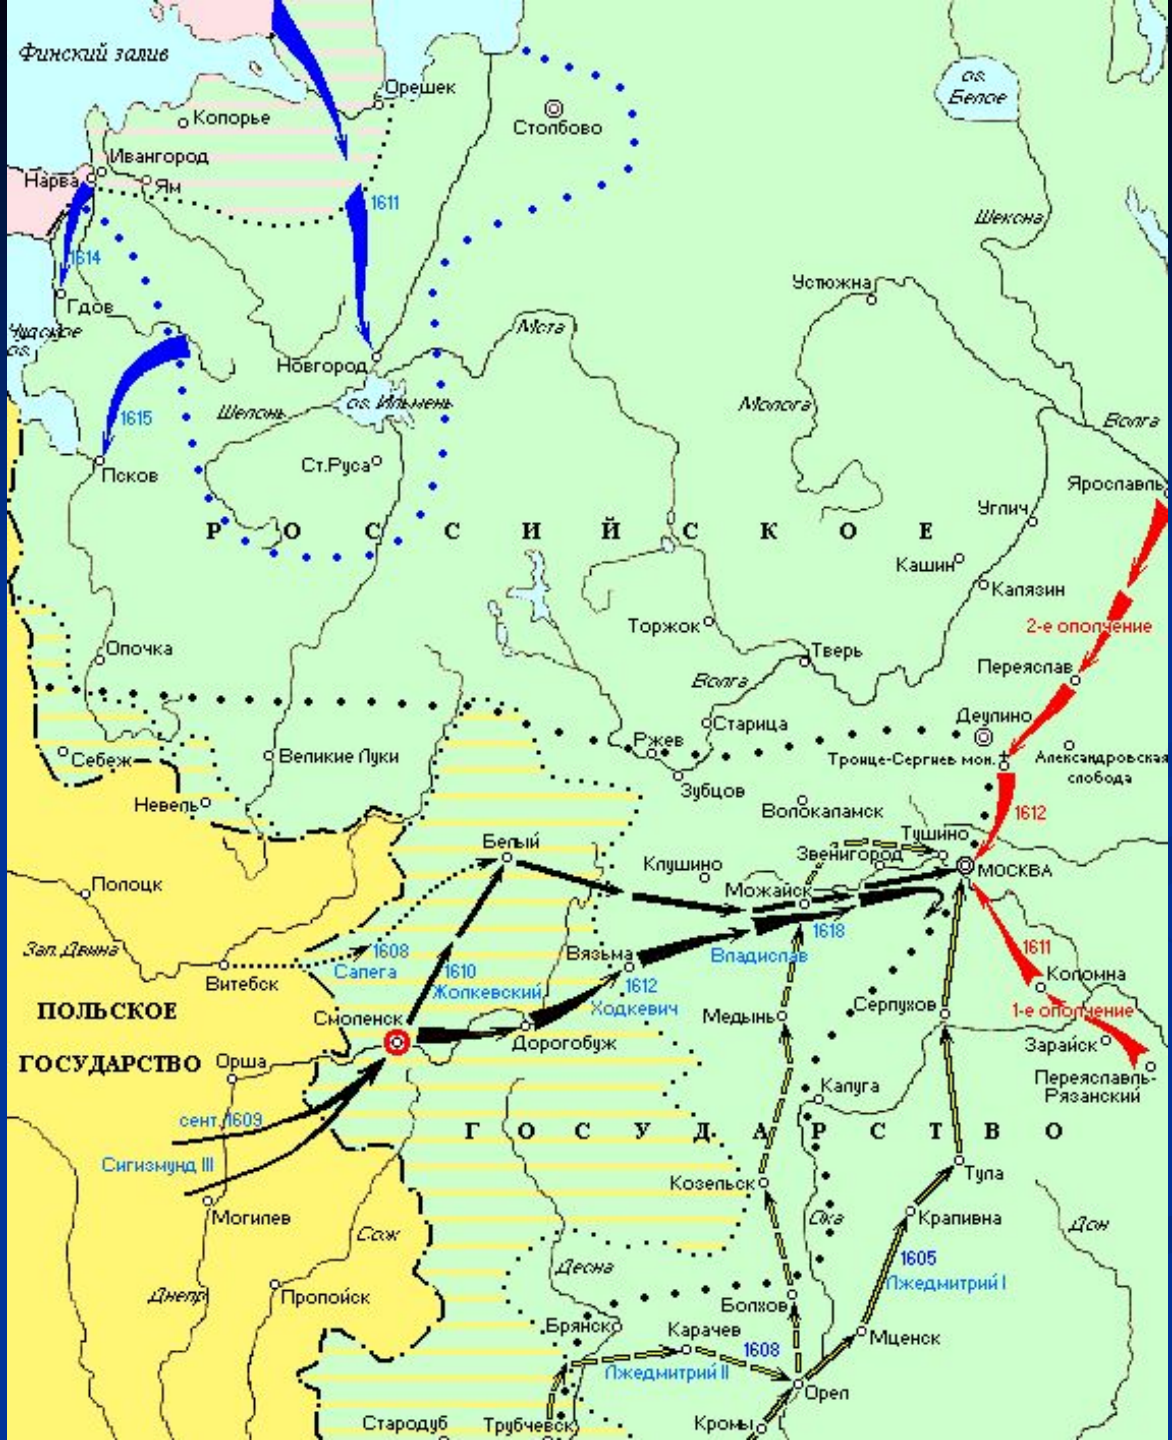 Финский залив
Орешек
оз.
Белое
Копорье
Столбово
Ивангород
Нарва
Ям
1611
Шексна
1614
Устюжна
Гдов
Чудское
оз.
Мста
Новгород
Молога
Шелонь
оз. Ильмень
1615
Волга
Ст.Руса
Псков
Ярославль
Углич
Р О С С И Й С К О Е
Кашин
Калязин
Торжок
2-е ополчение
Опочка
Тверь
Переяслав
Волга
Деулино
Старица
Ржев
Себеж
Великие Луки
Троице-Сергиев мон.
Александровская
слобода
Зубцов
Невель
Волокаламск
1612
Тушино
Белый
Звенигород
Клушино
МОСКВА
Полоцк
Можайск
1618
Зап.Двина
1608
Сапега
Вязьма
Владислав
1611
1610
Жолкевский
Коломна
Витебск
1612
Ходкевич
ПОЛЬСКОЕ
Смоленск
Медынь
Серпухов
1-е ополчение
Дорогобуж
Зарайск
ГОСУДАРСТВО
Орша
Калуга
Переяславль-
Рязанский
сент. 1609
Г О С У Д А Р С Т В О
Сигизмунд III
Тула
Козельск
Могилев
Ока
Крапивна
Дон
Сож
1605
Десна
Лжедмитрий I
Днепр
Пропойск
Болхов
Брянск
Карачев
Мценск
1608
Лжедмитрий II
Орел
Стародуб
Трубчевск
Кромы